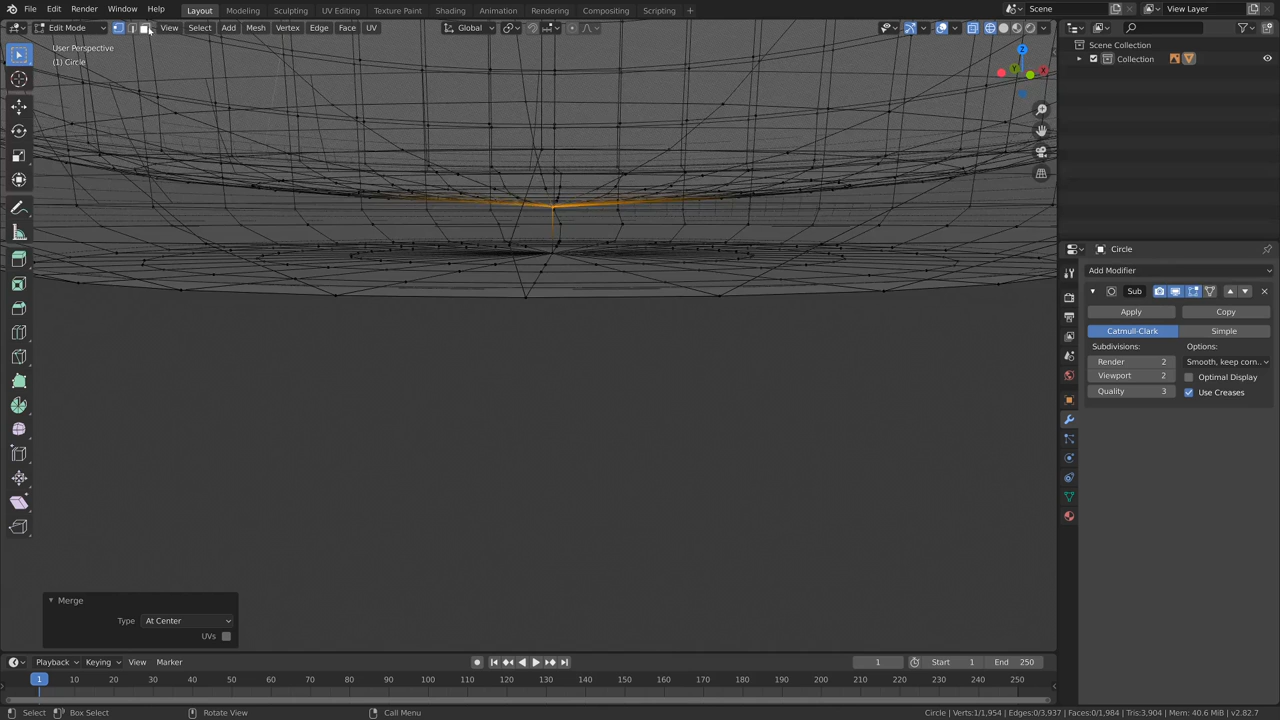 File Edit Render Window Help Layout Modeling Sculpting UV Editing Texture Paint Shading Animation Rendering Compositing Scripting + Scene View Layer
Edit Mode View Select Add Mesh Vertex Edge Face UV Global
User Perspective
(1) Circle
Z
Y
X
Scene Collection
Collection
Circle
Add Modifier
Sub
Apply Copy
Catmull-Clark Simple
Subdivisions: Options:
Render 2 Smooth, keep corn..
Viewport 2 Optimal Display
Quality 3 Use Creases
Merge
Type At Center
UVs
Playback Keying View Marker 1 Start 1 End 250
1 10 20 30 40 50 60 70 80 90 100 110 120 130 140 150 160 170 180 190 200 210 220 230 240 250
Select Box Select Rotate View Call Menu Circle | Verts:1/1,954 | Edges:0/3,937 | Faces:0/1,984 | Tris:3,904 | Mem: 40.6 MiB | v2.82.7